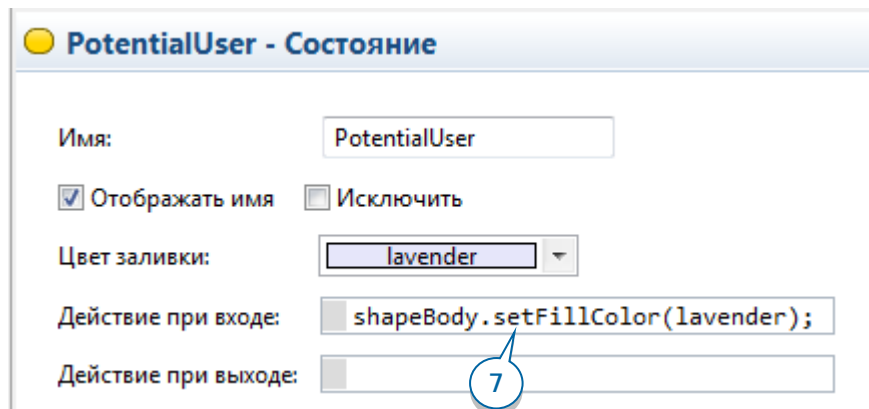 PotentialUser - Состояние
Имя: PotentialUser
Отображать имя Исключить
Цвет заливки: lavender
Действие при входе: shapeBody.setFillColor(lavender);
Действие при выходе:
7